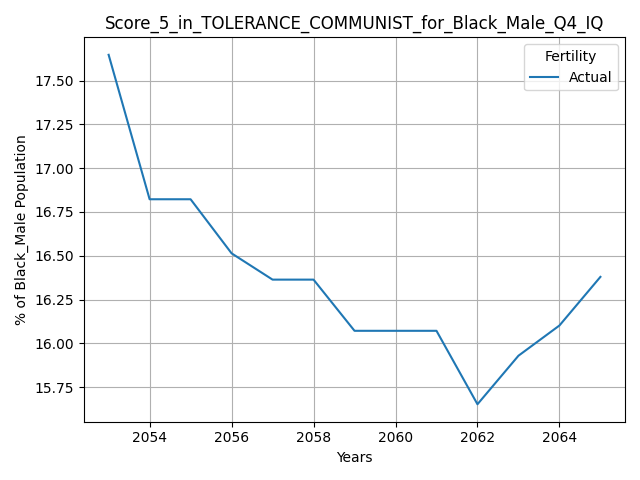 Score_5_in_TOLERANCE_COMMUNIST_for_Black_Male_Q4_IQ
Fertility
Actual
% of Black_Male Population
17.50
17.25
17.00
16.75
16.50
16.25
16.00
15.75
2054 2056 2058 2060 2062 2064
Years